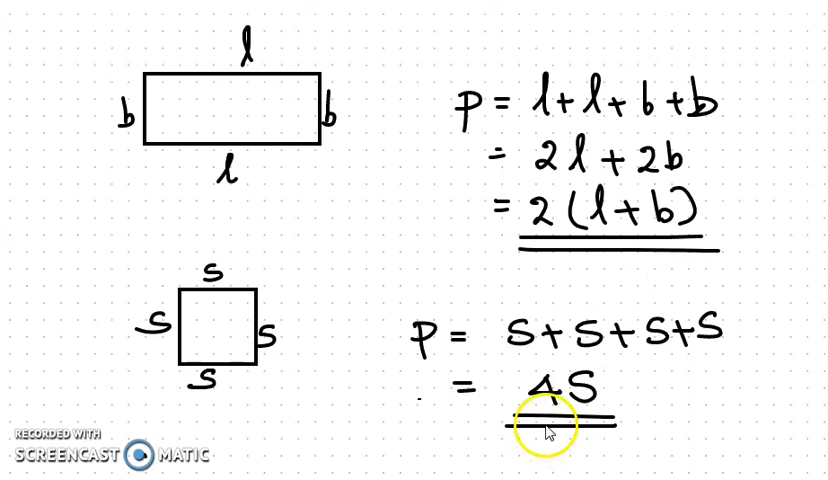 l
b
b
l
P = l + l + b + b
= 2l + 2b
= 2(l + b)
s
s
s
s
P = s + s + s + s
= 4s
RECORDED WITH
SCREENCAST MATIC